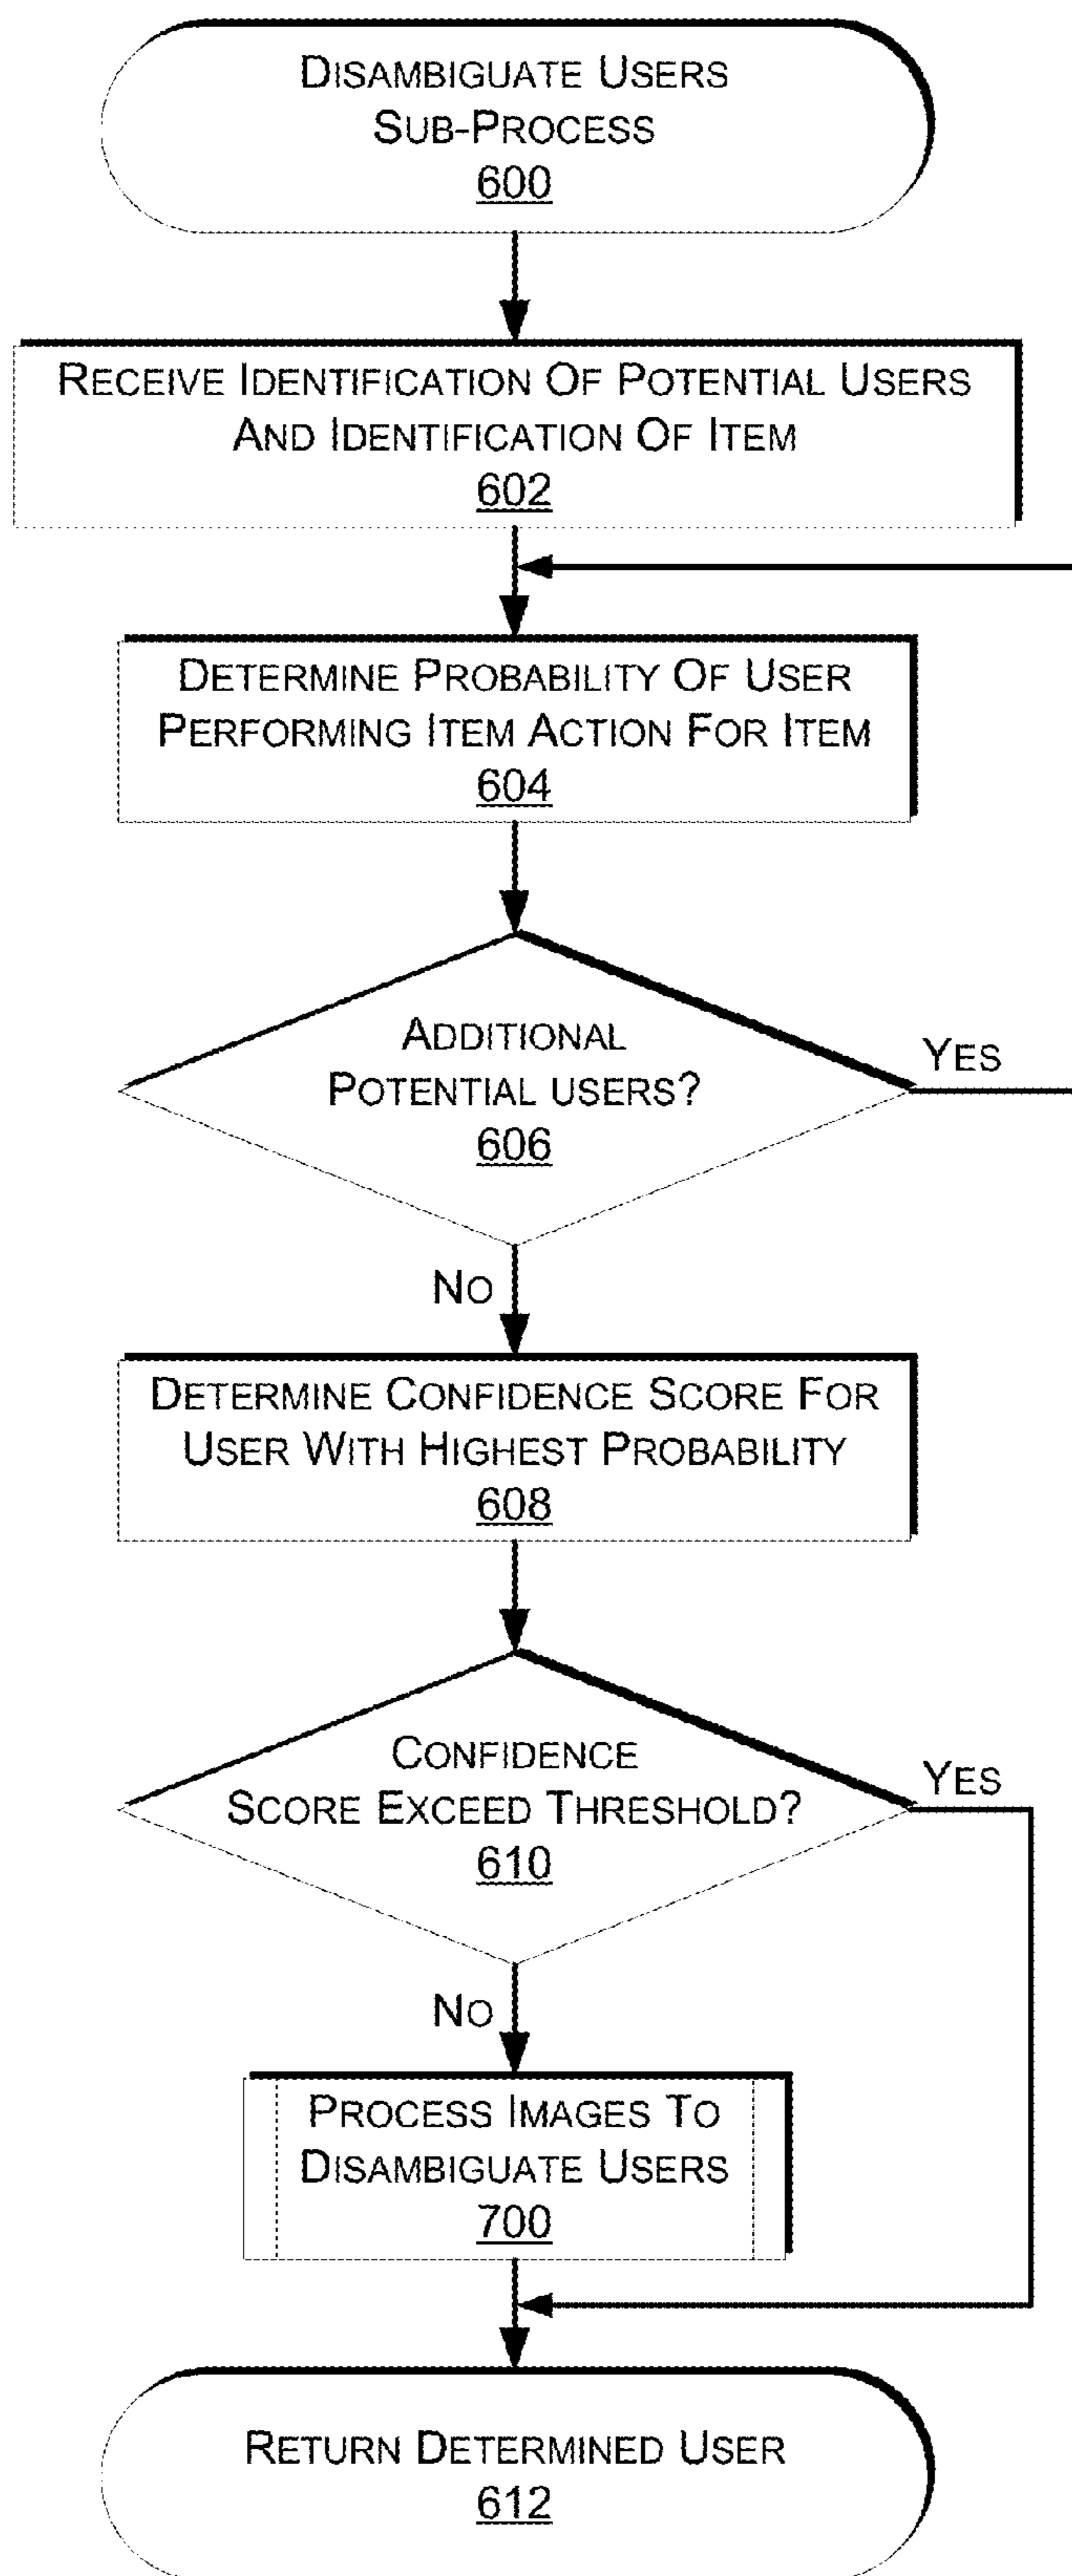 DISAMBIGUATE USERS
SUB-PROCESS
600
RECEIVE IDENTIFICATION OF POTENTIAL USERS
AND IDENTIFICATION OF ITEM
602
DETERMINE PROBABILITY OF USER
PERFORMING ITEM ACTION FOR ITEM
604
ADDITIONAL
POTENTIAL USERS?
606
YES
NO
DETERMINE CONFIDENCE SCORE FOR
USER WITH HIGHEST PROBABILITY
608
CONFIDENCE
SCORE EXCEED THRESHOLD?
610
YES
NO
PROCESS IMAGES TO
DISAMBIGUATE USERS
700
RETURN DETERMINED USER
612